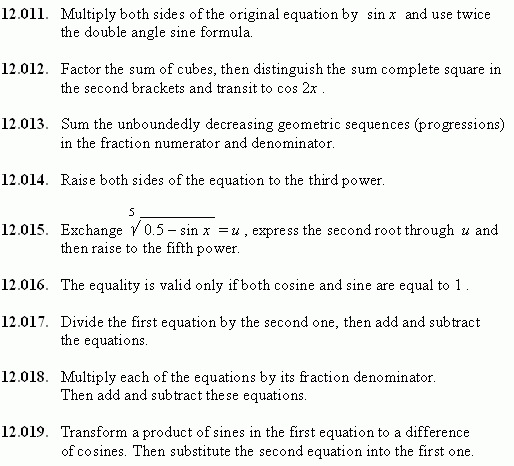 12.011. Multiply both sides of the original equation by sin x and use twice
the double angle sine formula.
12.012. Factor the sum of cubes, then distinguish the sum complete square in
the second brackets and transit to cos 2x .
12.013. Sum the unboundedly decreasing geometric sequences (progressions)
in the fraction numerator and denominator.
12.014. Raise both sides of the equation to the third power.
12.015. Exchange ⁵√0.5 – sin x = u , express the second root through u and
then raise to the fifth power.
12.016. The equality is valid only if both cosine and sine are equal to 1 .
12.017. Divide the first equation by the second one, then add and subtract
the equations.
12.018. Multiply each of the equations by its fraction denominator.
Then add and subtract these equations.
12.019. Transform a product of sines in the first equation to a difference
of cosines. Then substitute the second equation into the first one.